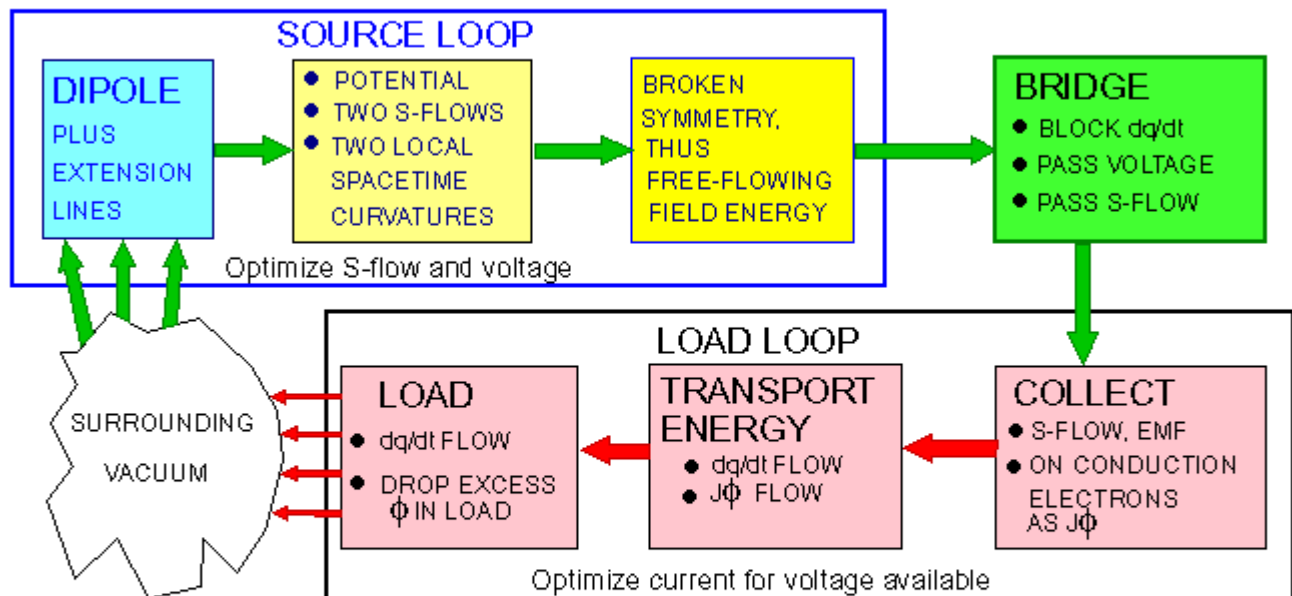 SOURCE LOOP
DIPOLE
PLUS
EXTENSION
LINES
● POTENTIAL
● TWO S-FLOWS
● TWO LOCAL
SPACETIME
CURVATURES
BROKEN
SYMMETRY,
THUS
FREE-FLOWING
FIELD ENERGY
Optimize S-flow and voltage
BRIDGE
● BLOCK dq/dt
● PASS VOLTAGE
● PASS S-FLOW
SURROUNDING
VACUUM
LOAD LOOP
LOAD
● dq/dt FLOW
● DROP EXCESS
ϕ IN LOAD
TRANSPORT
ENERGY
● dq/dt FLOW
● Jϕ FLOW
COLLECT
● S-FLOW, EMF
● ON CONDUCTION
ELECTRONS
AS Jϕ
Optimize current for voltage available